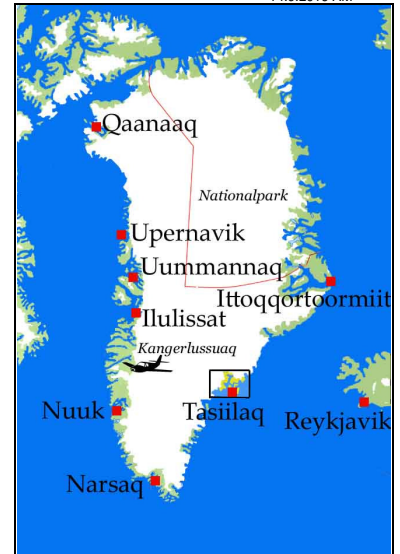 Qaanaaq
Nationalpark
Upernavik
Uummannaq
Ittoqqortoormiit
Ilulissat
Kangerlussuaq
Nuuk
Tasiilaq
Reykjavik
Narsaq